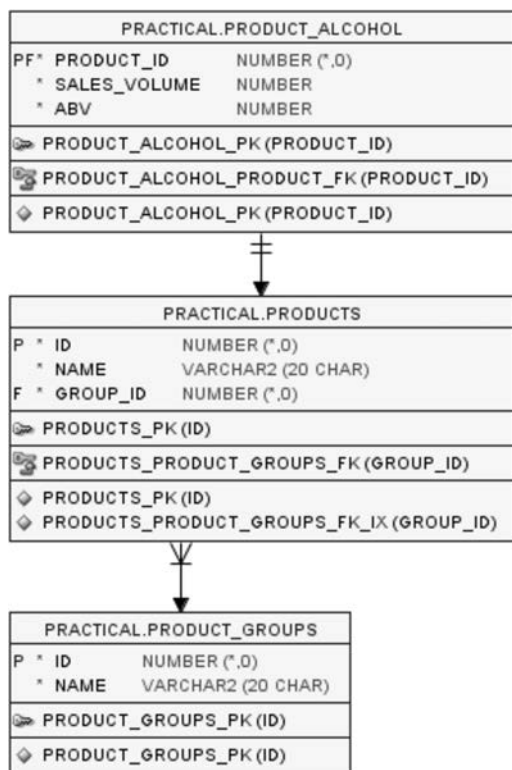 PRACTICAL.PRODUCT_ALCOHOL
PF* PRODUCT_ID NUMBER (*,0)
* SALES_VOLUME NUMBER
* ABV NUMBER
PRODUCT_ALCOHOL_PK (PRODUCT_ID)
PRODUCT_ALCOHOL_PRODUCT_FK (PRODUCT_ID)
PRODUCT_ALCOHOL_PK (PRODUCT_ID)
PRACTICAL.PRODUCTS
P * ID NUMBER (*,0)
* NAME VARCHAR2 (20 CHAR)
F * GROUP_ID NUMBER (*,0)
PRODUCTS_PK (ID)
PRODUCTS_PRODUCT_GROUPS_FK (GROUP_ID)
PRODUCTS_PK (ID)
PRODUCTS_PRODUCT_GROUPS_FK_IX (GROUP_ID)
PRACTICAL.PRODUCT_GROUPS
P * ID NUMBER (*,0)
* NAME VARCHAR2 (20 CHAR)
PRODUCT_GROUPS_PK (ID)
PRODUCT_GROUPS_PK (ID)